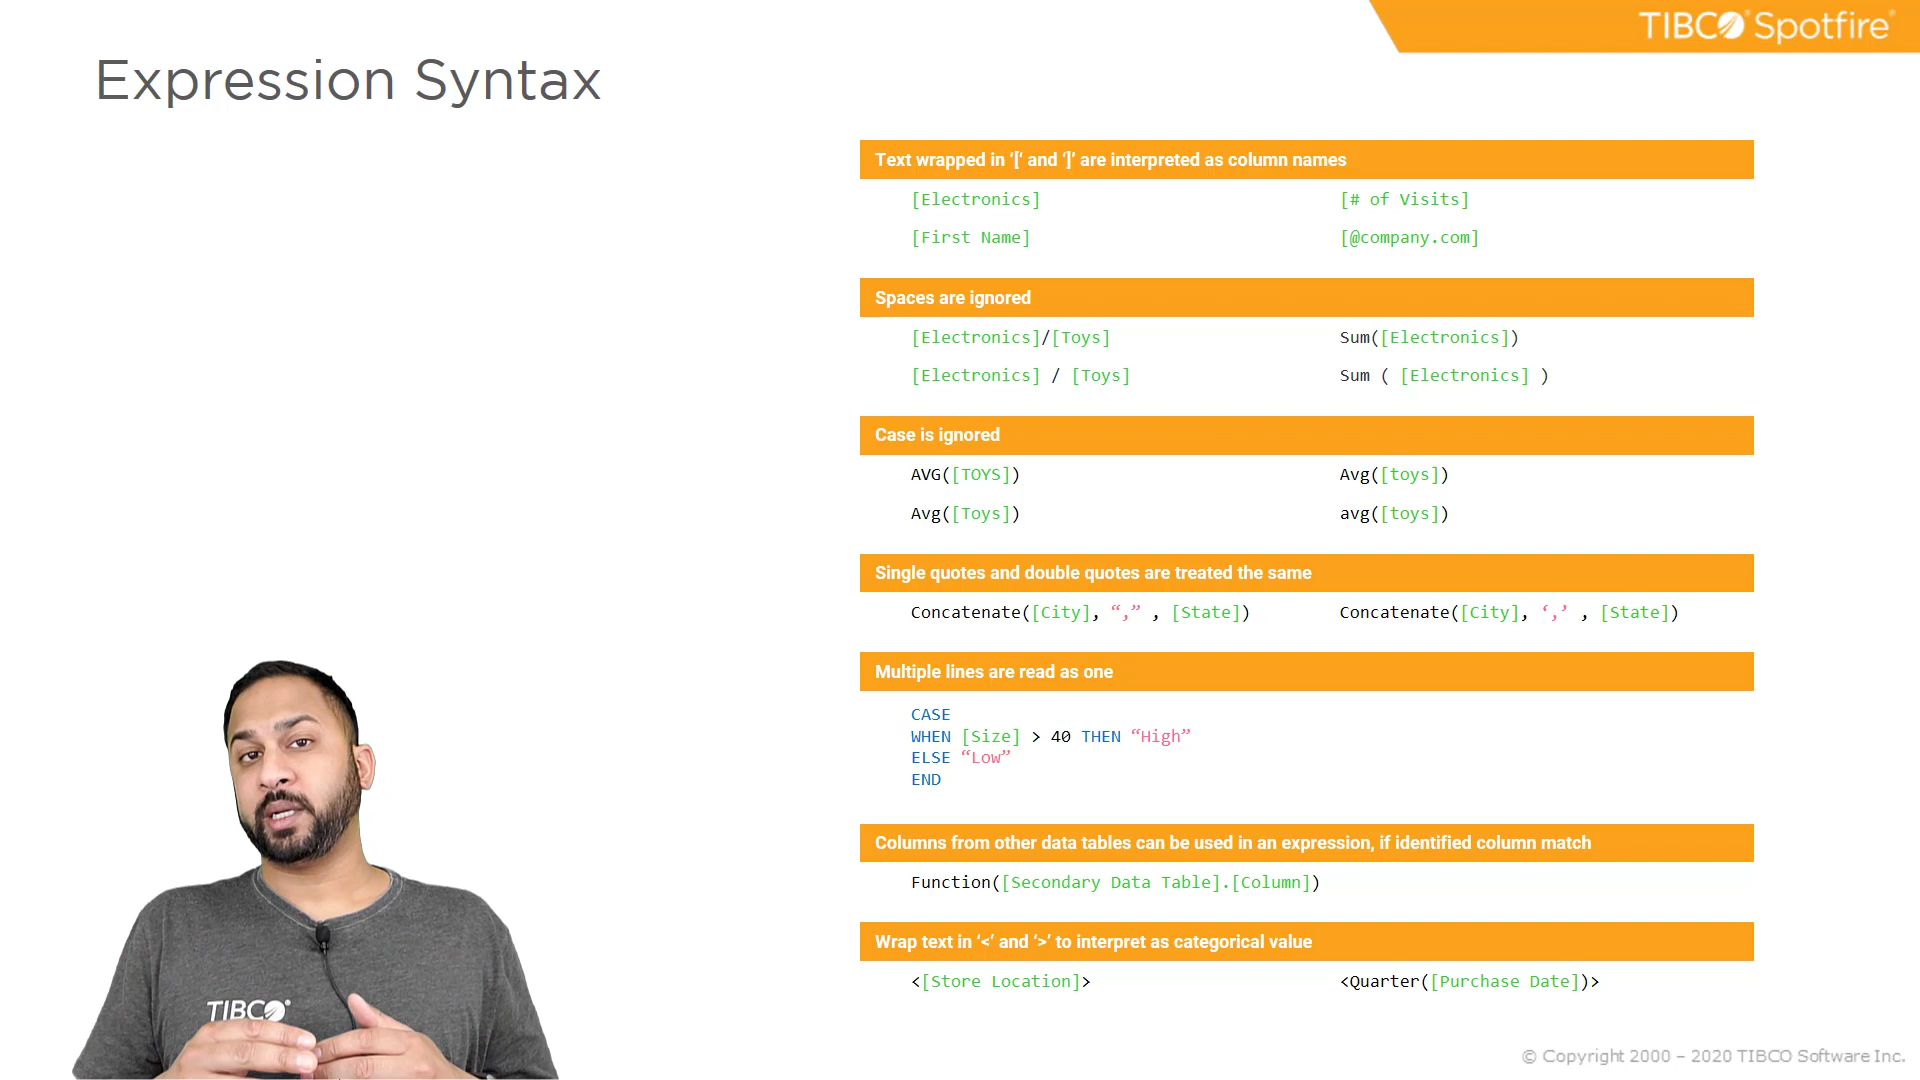 TIBCO® Spotfire®
Expression Syntax
Text wrapped in ‘[‘ and ‘]’ are interpreted as column names
[Electronics] [# of Visits]
[First Name] [@company.com]
Spaces are ignored
[Electronics]/[Toys] Sum([Electronics])
[Electronics] / [Toys] Sum ( [Electronics] )
Case is ignored
AVG([TOYS]) Avg([toys])
Avg([Toys]) avg([toys])
Single quotes and double quotes are treated the same
Concatenate([City], “,” , [State]) Concatenate([City], ‘,’ , [State])
Multiple lines are read as one
CASE
WHEN [Size] > 40 THEN “High”
ELSE “Low”
END
Columns from other data tables can be used in an expression, if identified column match
Function([Secondary Data Table].[Column])
Wrap text in ‘<‘ and ‘>’ to interpret as categorical value
<[Store Location]> <Quarter([Purchase Date])>
TIBCO®
© Copyright 2000 – 2020 TIBCO Software Inc.